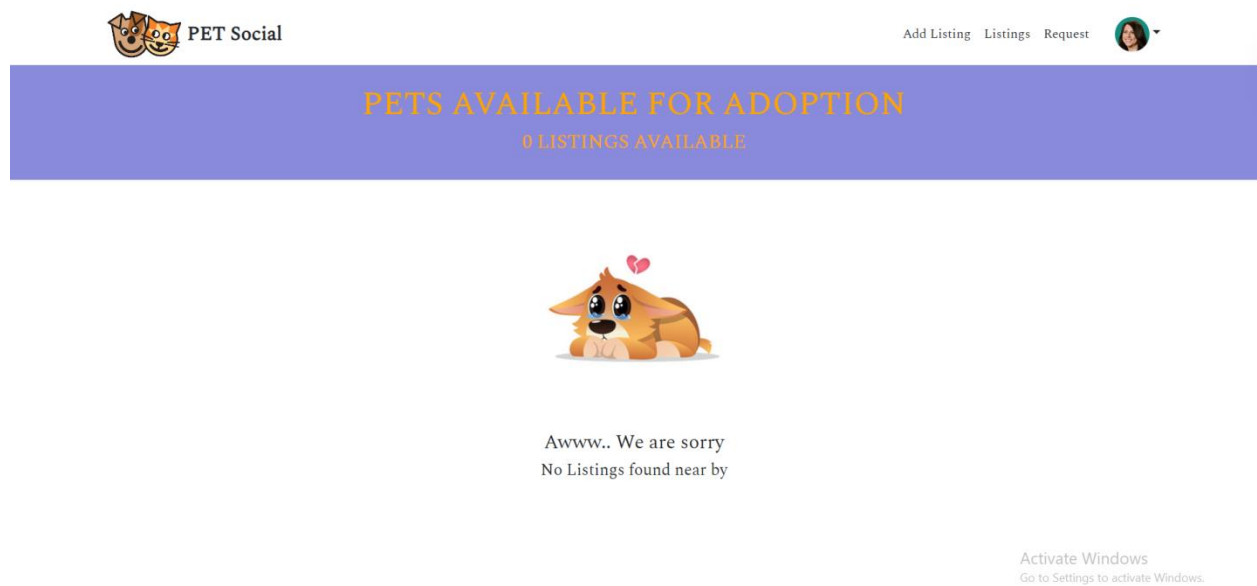 PET Social
Add Listing Listings Request
PETS AVAILABLE FOR ADOPTION
0 LISTINGS AVAILABLE
Awww.. We are sorry
No Listings found near by
Activate Windows
Go to Settings to activate Windows.